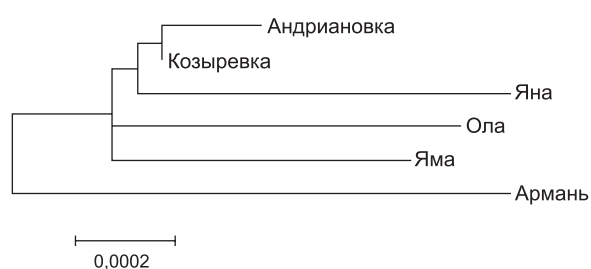 Андриановка
Козыревка
Яна
Ола
Яма
Армань
0,0002